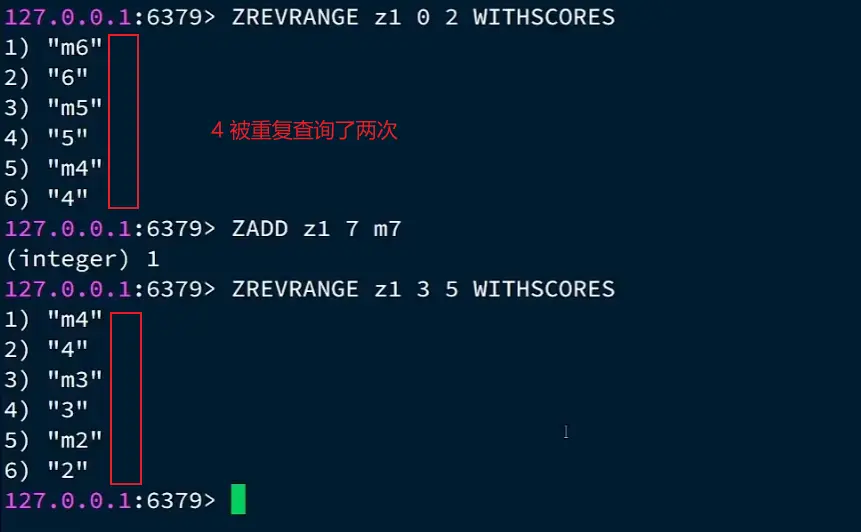 127.0.0.1:6379> ZREVRANGE z1 0 2 WITHSCORES
1) "m6"
2) "6"
3) "m5"
4) "5"
5) "m4"
6) "4"
4 被重复查询了两次
127.0.0.1:6379> ZADD z1 7 m7
(integer) 1
127.0.0.1:6379> ZREVRANGE z1 3 5 WITHSCORES
1) "m4"
2) "4"
3) "m3"
4) "3"
5) "m2"
6) "2"
127.0.0.1:6379>